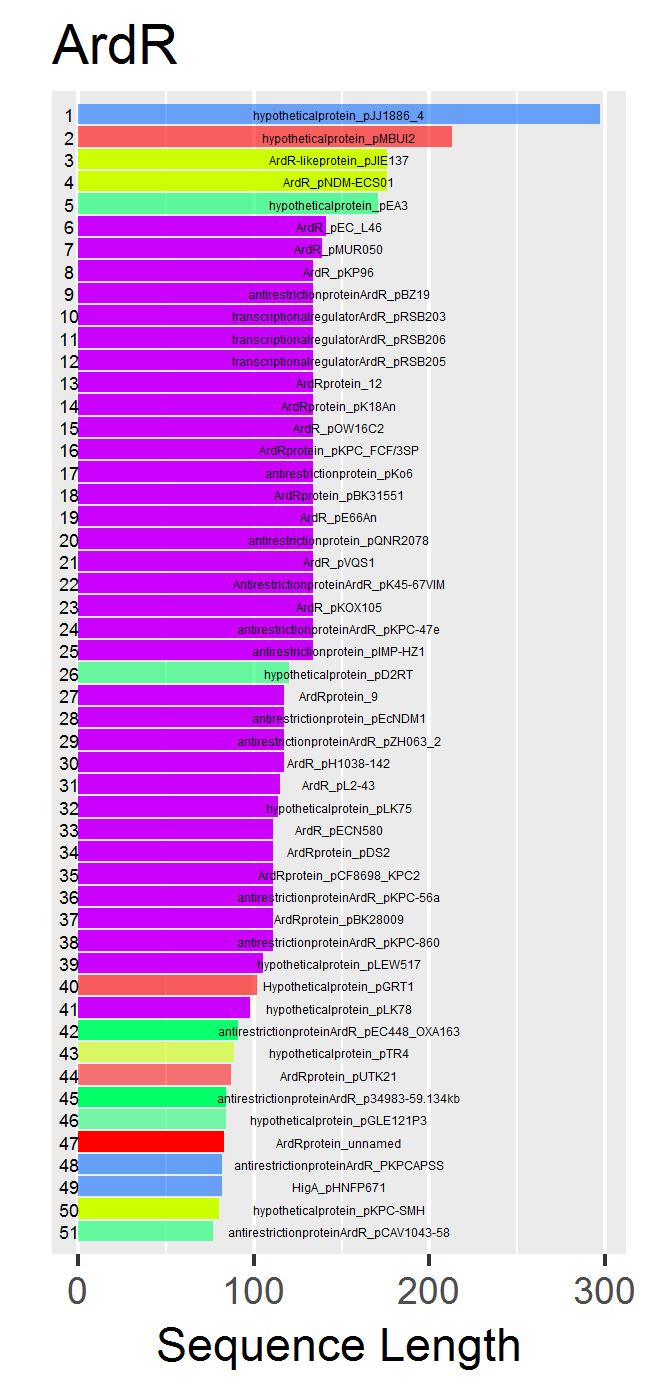 ArdR
1 hypotheticalprotein_pJJ1886_4
2 hypotheticalprotein_pMBUI2
3 ArdR-likeprotein_pJIE137
4 ArdR_pNDM-ECS01
5 hypotheticalprotein_pEA3
6 ArdR_pEC_L46
7 ArdR_pMUR050
8 ArdR_pKP96
9 antirestrictionproteinArdR_pBZ19
10 transcriptionalregulatorArdR_pRSB203
11 transcriptionalregulatorArdR_pRSB206
12 transcriptionalregulatorArdR_pRSB205
13 ArdRprotein_12
14 ArdRprotein_pK18An
15 ArdR_pOW16C2
16 ArdRprotein_pKPC_FCF/3SP
17 antirestrictionprotein_pKo6
18 ArdRprotein_pBK31551
19 ArdR_pE66An
20 antirestrictionprotein_pQNR2078
21 ArdR_pVQS1
22 AntirestrictionproteinArdR_pK45-67VIM
23 ArdR_pKOX105
24 antirestrictionproteinArdR_pKPC-47e
25 antirestrictionprotein_pIMP-HZ1
26 hypotheticalprotein_pD2RT
27 ArdRprotein_9
28 antirestrictionprotein_pEcNDM1
29 antirestrictionproteinArdR_pZH063_2
30 ArdR_pH1038-142
31 ArdR_pL2-43
32 hypotheticalprotein_pLK75
33 ArdR_pECN580
34 ArdRprotein_pDS2
35 ArdRprotein_pCF8698_KPC2
36 antirestrictionproteinArdR_pKPC-56a
37 ArdRprotein_pBK28009
38 antirestrictionproteinArdR_pKPC-860
39 hypotheticalprotein_pLEW517
40 Hypotheticalprotein_pGRT1
41 hypotheticalprotein_pLK78
42 antirestrictionproteinArdR_pEC448_OXA163
43 hypotheticalprotein_pTR4
44 ArdRprotein_pUTK21
45 antirestrictionproteinArdR_p34983-59.134kb
46 hypotheticalprotein_pGLE121P3
47 ArdRprotein_unnamed
48 antirestrictionproteinArdR_PKPCAPSS
49 HigA_pHNFP671
50 hypotheticalprotein_pKPC-SMH
51 antirestrictionproteinArdR_pCAV1043-58
0 100 200 300
Sequence Length